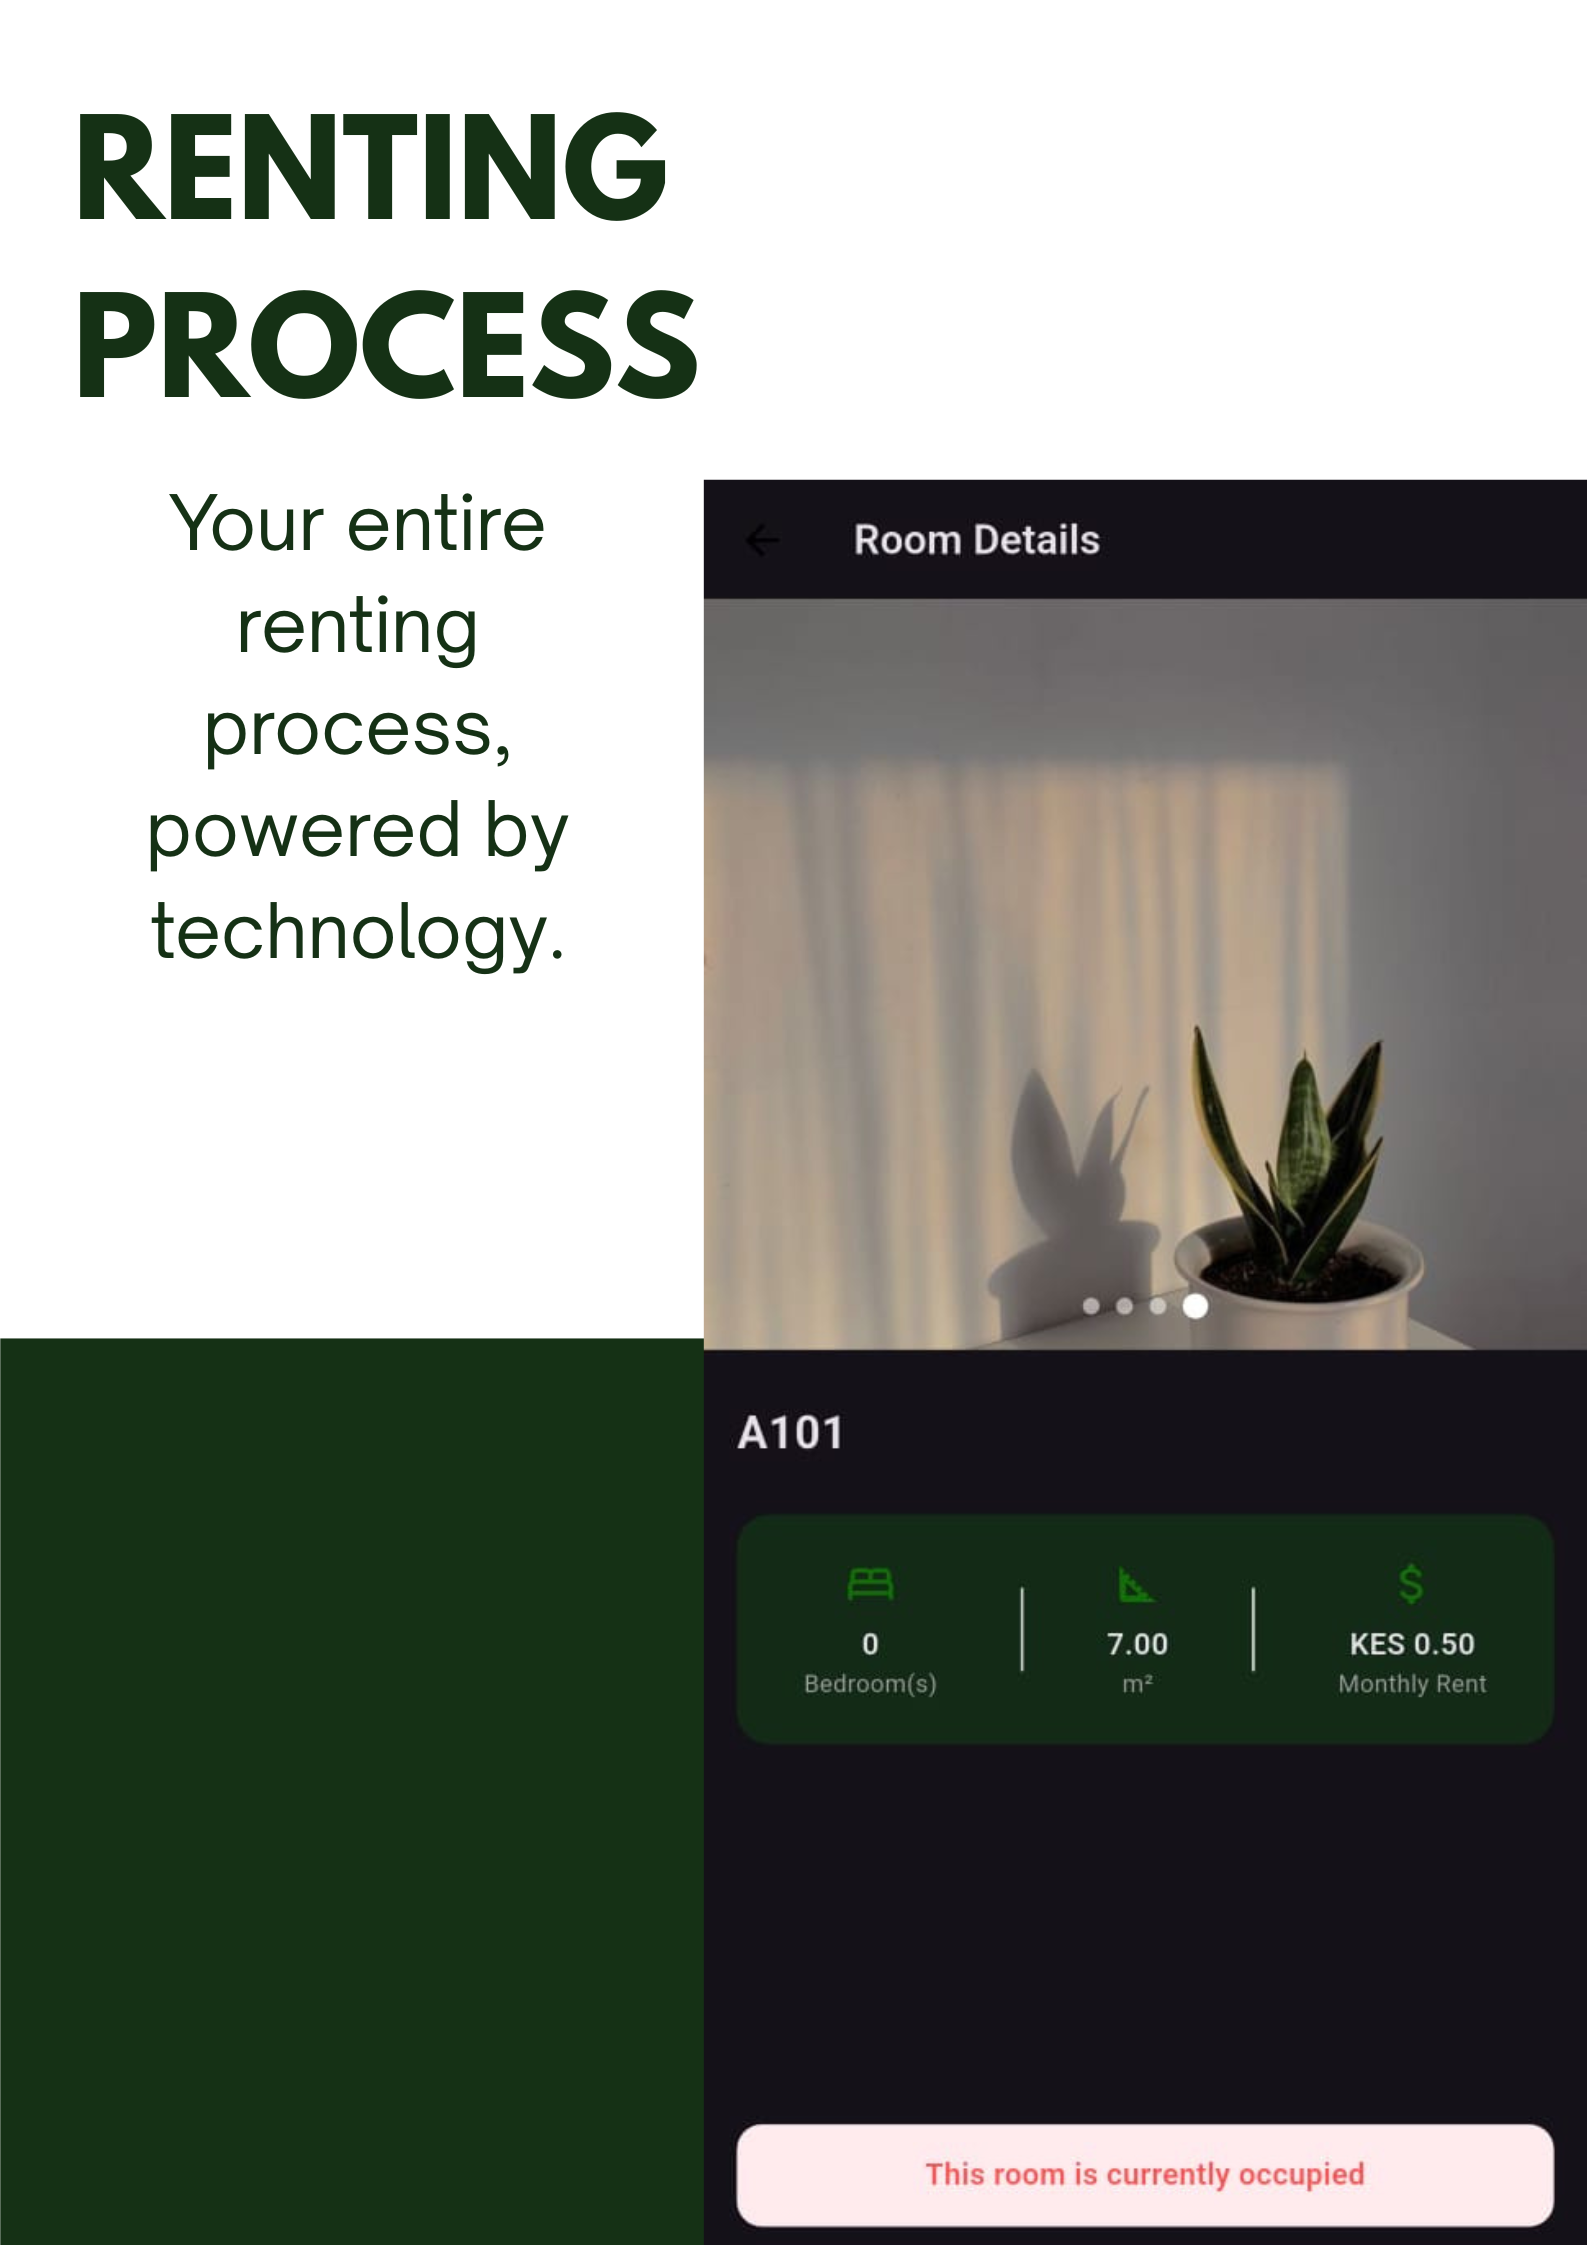 RENTING
PROCESS
Your entire
renting
process,
powered by
technology.
Room Details
A101
0
Bedroom(s)
7.00
m²
KES 0.50
Monthly Rent
This room is currently occupied